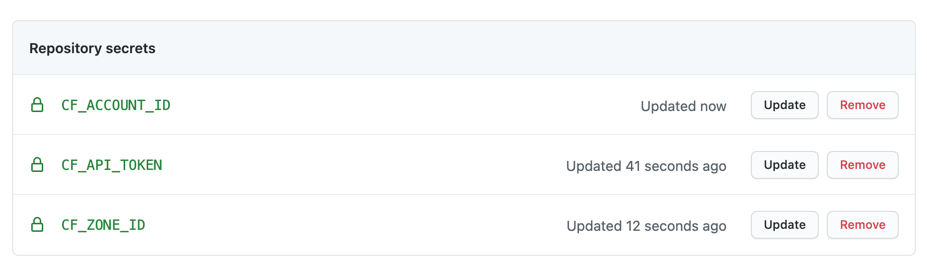 Repository secrets
CF_ACCOUNT_ID Updated now Update Remove
CF_API_TOKEN Updated 41 seconds ago Update Remove
CF_ZONE_ID Updated 12 seconds ago Update Remove